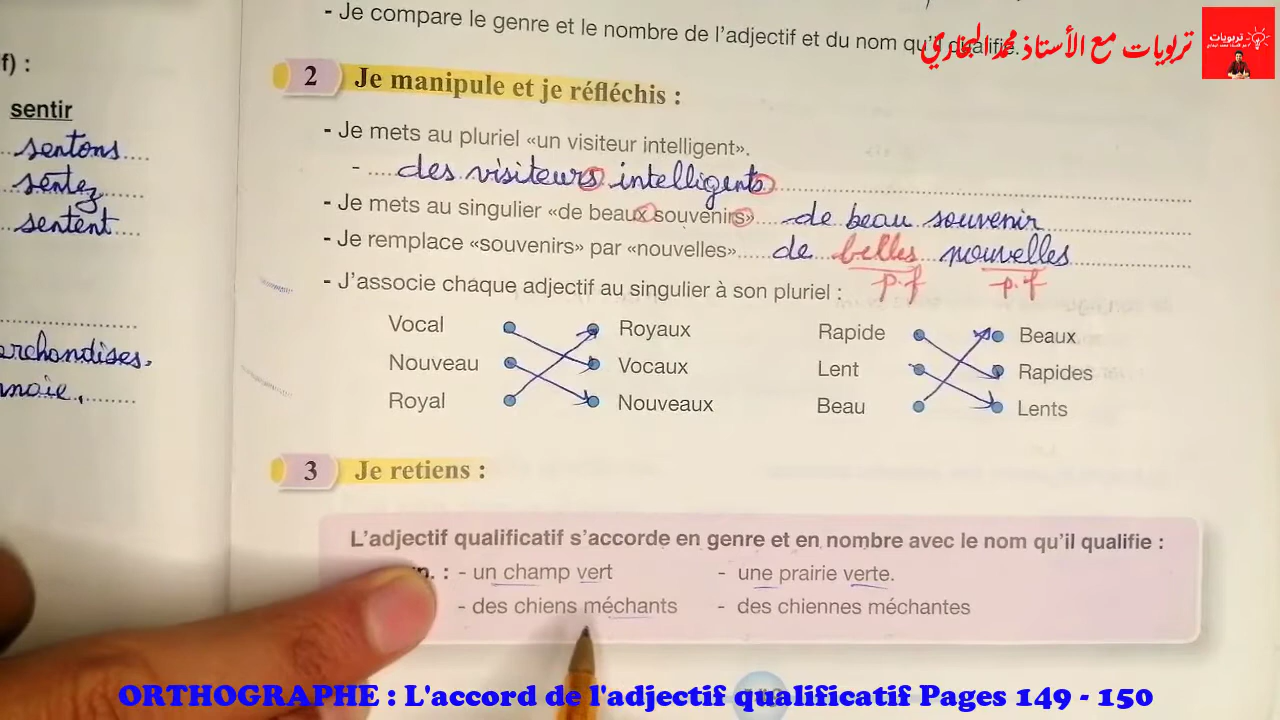 - Je compare le genre et le nombre de l'adjectif et du nom qu'il qualifie.
تربويات مع الأستاذ محمد البخاري
تربويات
f) :
sentir
sentons
sentez
sentent
archandises.
nnaie.
2 Je manipule et je réfléchis :
- Je mets au pluriel «un visiteur intelligent».
- des visiteurs intelligents
- Je mets au singulier «de beaux souvenirs» de beau souvenir
- Je remplace «souvenirs» par «nouvelles» de belles nouvelles
p.f p.f
- J'associe chaque adjectif au singulier à son pluriel :
Vocal Royaux Rapide Beaux
Nouveau Vocaux Lent Rapides
Royal Nouveaux Beau Lents
3 Je retiens :
L'adjectif qualificatif s'accorde en genre et en nombre avec le nom qu'il qualifie :
- un champ vert - une prairie verte.
- des chiens méchants - des chiennes méchantes
ORTHOGRAPHE : L'accord de l'adjectif qualificatif Pages 149 - 150